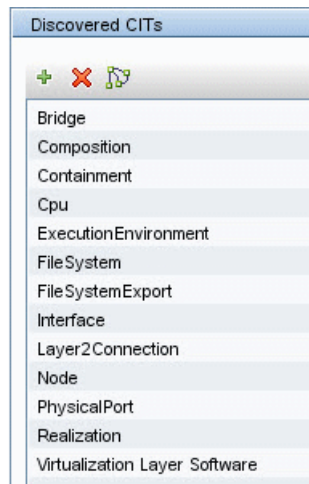 Discovered CITs
Bridge
Composition
Containment
Cpu
ExecutionEnvironment
FileSystem
FileSystemExport
Interface
Layer2Connection
Node
PhysicalPort
Realization
Virtualization Layer Software